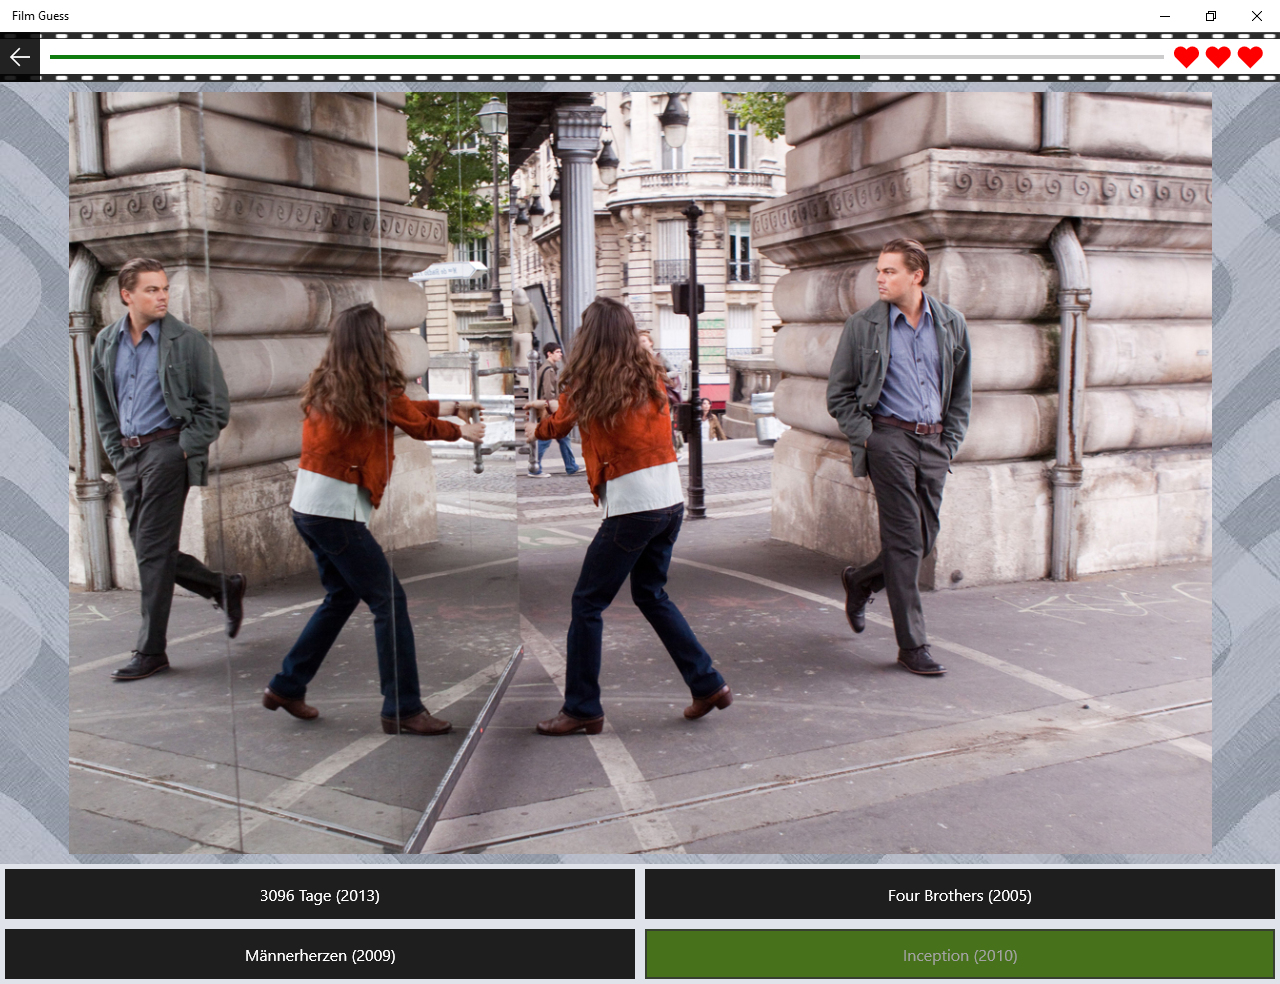 Film Guess
3096 Tage (2013)
Four Brothers (2005)
Männerherzen (2009)
Inception (2010)